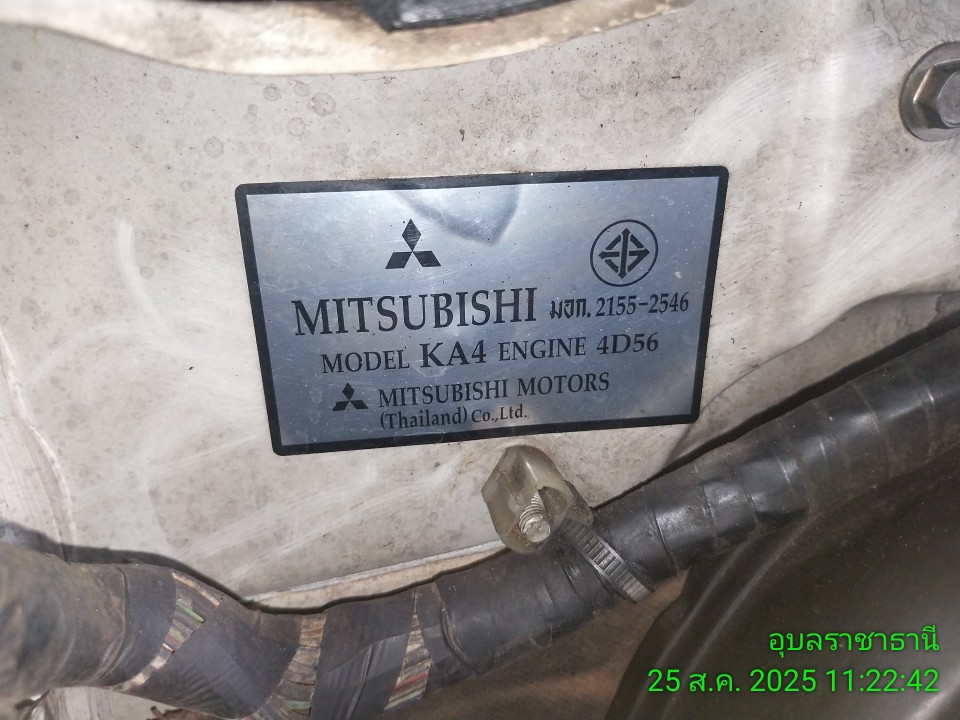 MITSUBISHI มอก. 2155-2546
MODEL KA4 ENGINE 4D56
MITSUBISHI MOTORS
(Thailand) Co.,Ltd.
อุบลราชาธานี
25 ส.ค. 2025 11:22:42